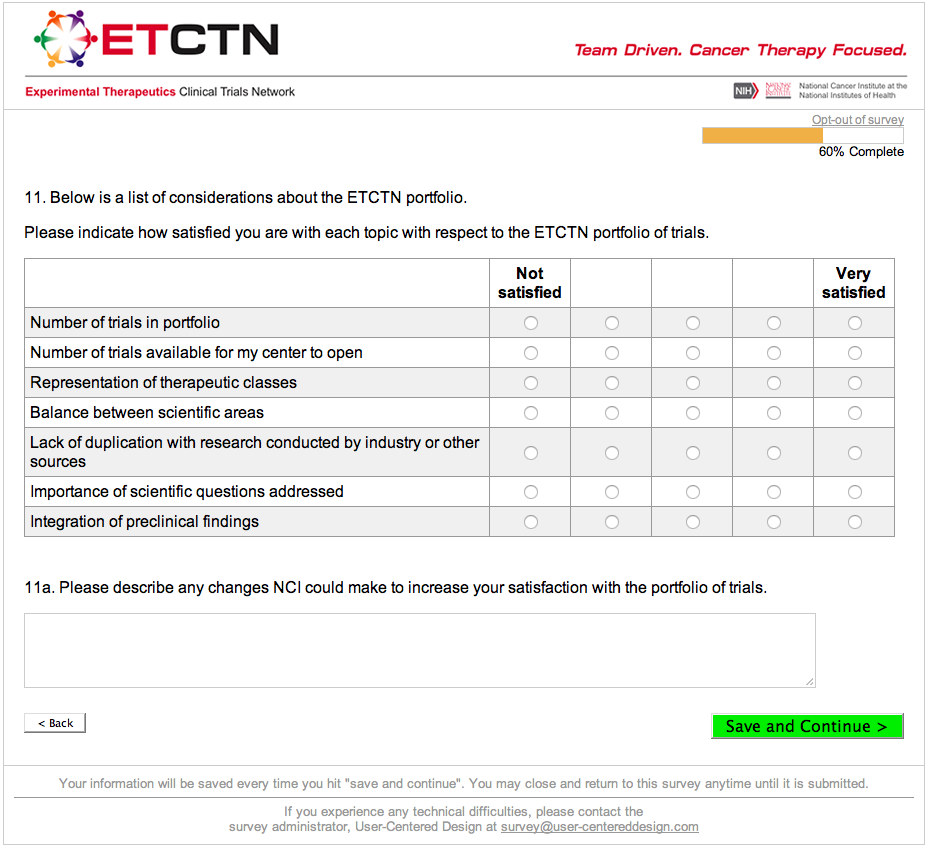 ETCTN
Team Driven. Cancer Therapy Focused.
Experimental Therapeutics Clinical Trials Network
NIH
NATIONAL
CANCER
INSTITUTE
National Cancer Institute at the
National Institutes of Health
Opt-out of survey
60% Complete
11. Below is a list of considerations about the ETCTN portfolio.
Please indicate how satisfied you are with each topic with respect to the ETCTN portfolio of trials.
Not
satisfied
Very
satisfied
Number of trials in portfolio
Number of trials available for my center to open
Representation of therapeutic classes
Balance between scientific areas
Lack of duplication with research conducted by industry or other
sources
Importance of scientific questions addressed
Integration of preclinical findings
11a. Please describe any changes NCI could make to increase your satisfaction with the portfolio of trials.
< Back
Save and Continue >
Your information will be saved every time you hit "save and continue". You may close and return to this survey anytime until it is submitted.
If you experience any technical difficulties, please contact the
survey administrator, User-Centered Design at survey@user-centereddesign.com